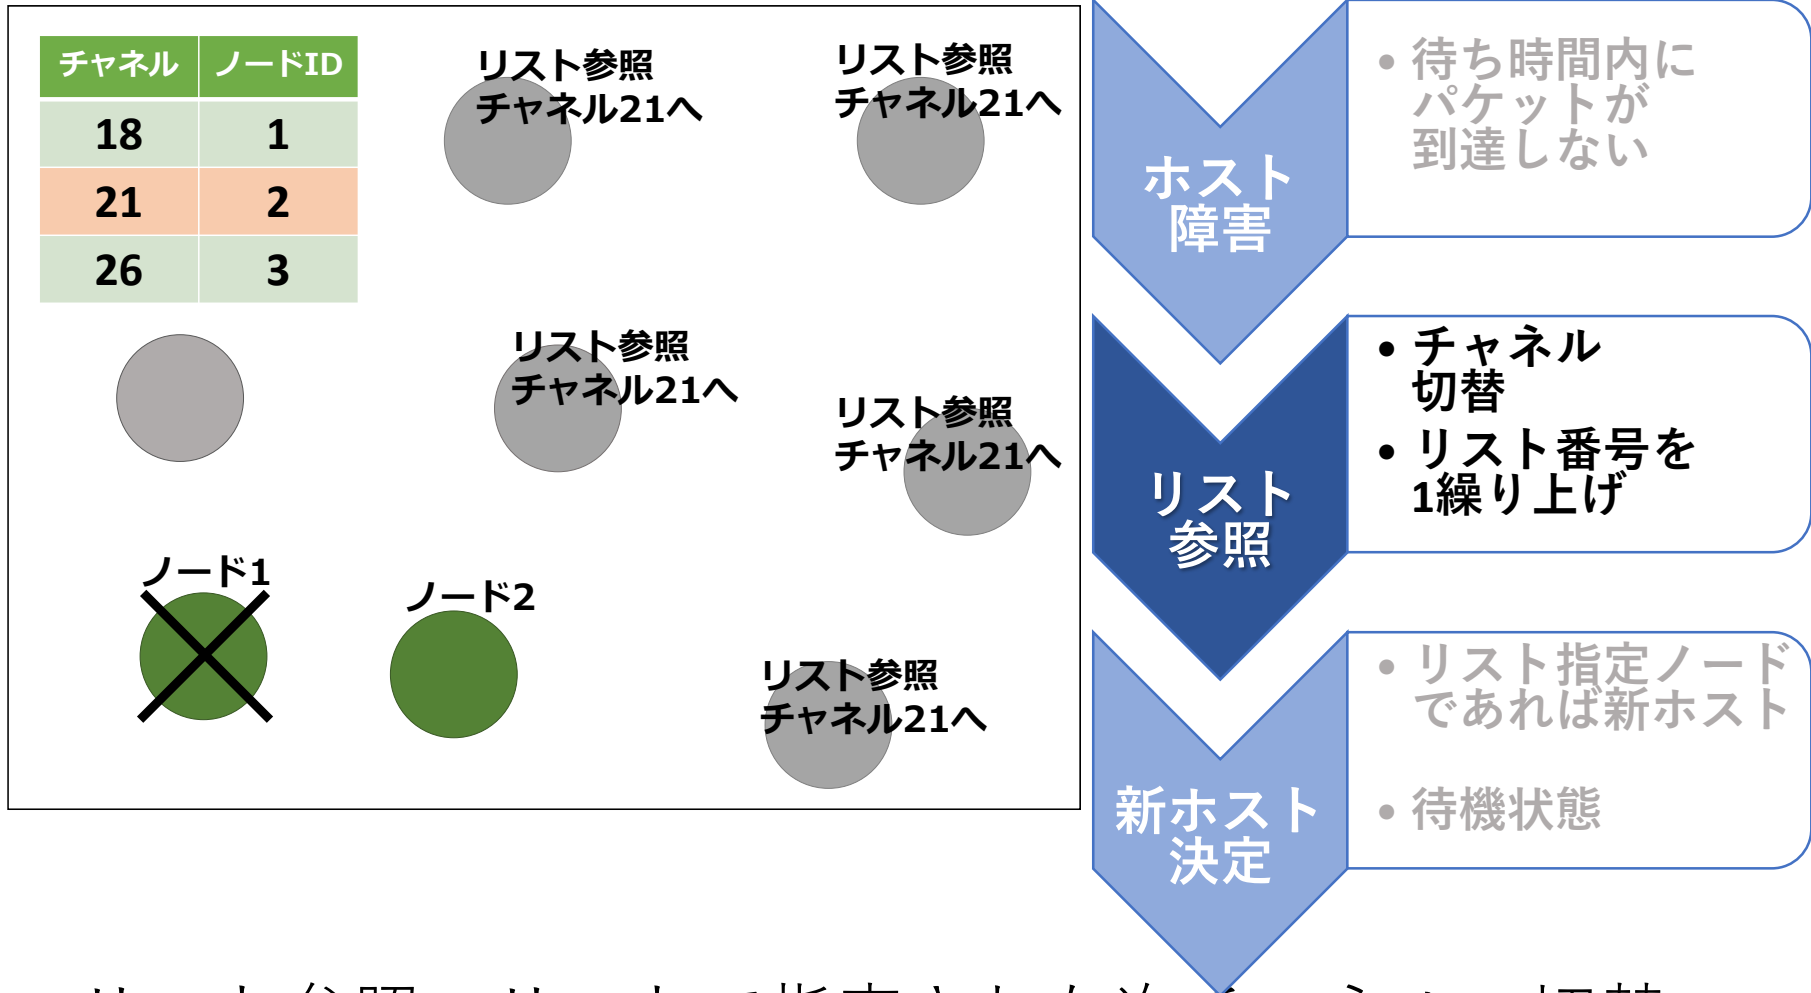 チャネル ノードID
18 1
21 2
26 3
リスト参照
チャネル21へ
リスト参照
チャネル21へ
リスト参照
チャネル21へ
リスト参照
チャネル21へ
ノード1
ノード2
リスト参照
チャネル21へ
ホスト
障害
• 待ち時間内に
パケットが
到達しない
リスト
参照
• チャネル
切替
• リスト番号を
1繰り上げ
新ホスト
決定
• リスト指定ノード
であれば新ホスト
• 待機状態